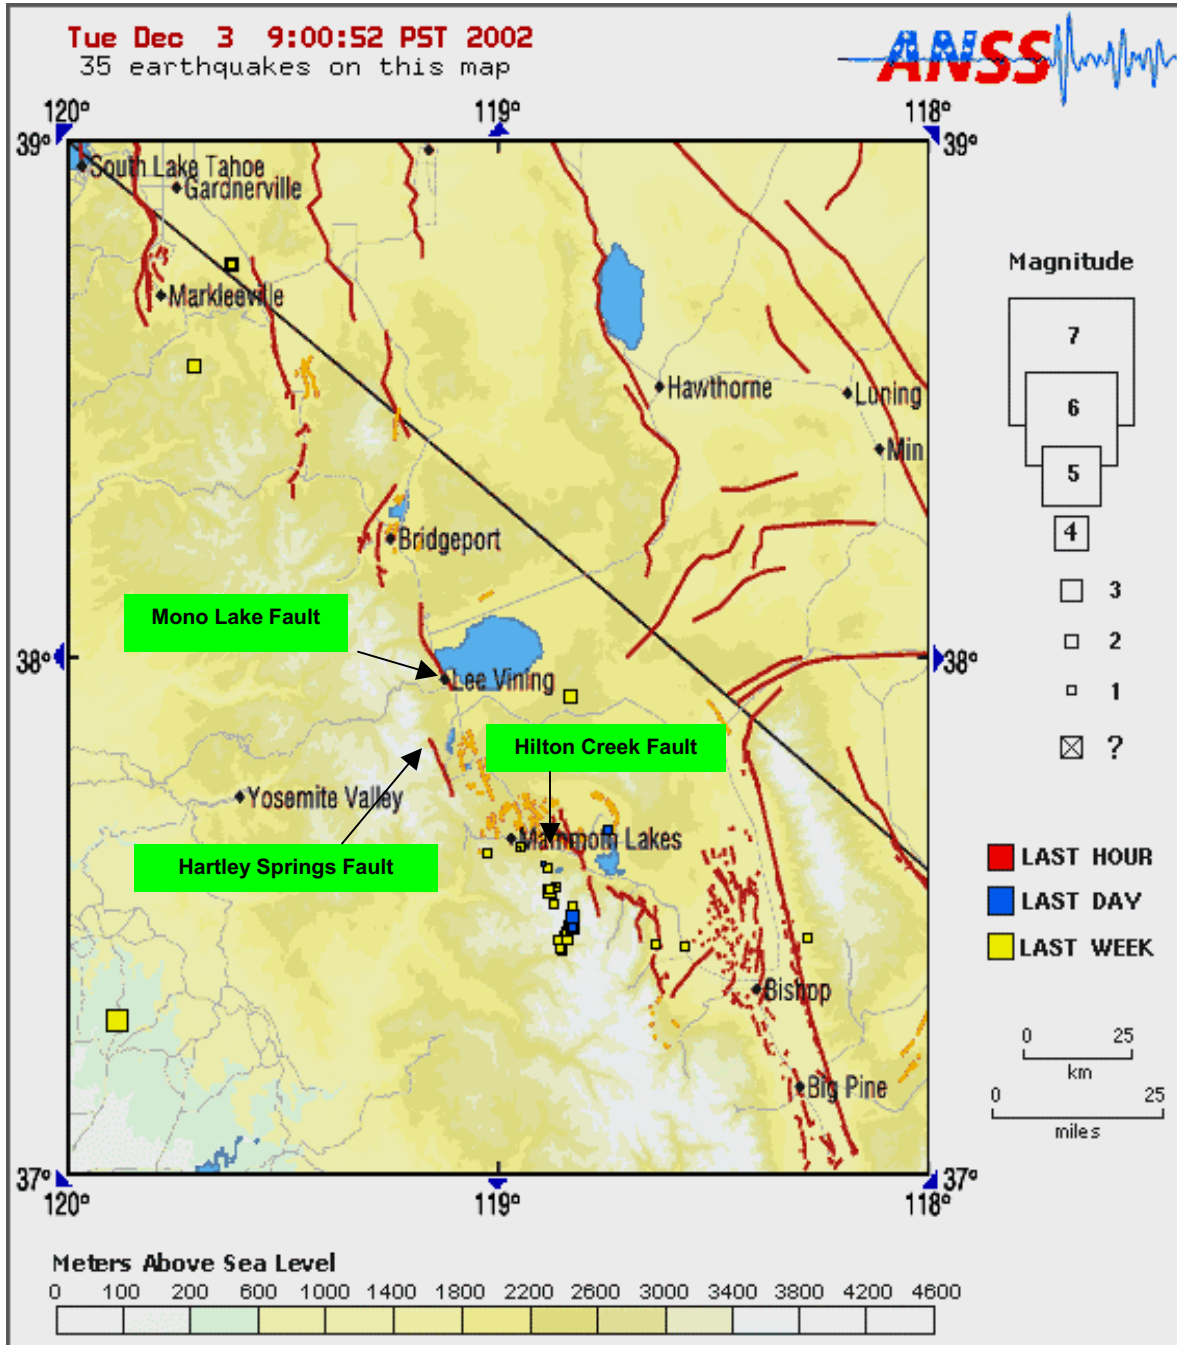 Tue Dec 3 9:00:52 PST 2002
35 earthquakes on this map
ANSS
120° 119° 118°
39° 39°
South Lake Tahoe
Gardnerville
Markleeville
Hawthorne
Luning
Min
Bridgeport
Mono Lake Fault
38° 38°
Lee Vining
Hilton Creek Fault
Yosemite Valley
Mammoth Lakes
Hartley Springs Fault
Bishop
Big Pine
37° 37°
120° 119° 118°
Magnitude
7
6
5
4
3
2
1
?
LAST HOUR
LAST DAY
LAST WEEK
0 25
km
0 25
miles
Meters Above Sea Level
0 100 200 600 1000 1400 1800 2200 2600 3000 3400 3800 4200 4600